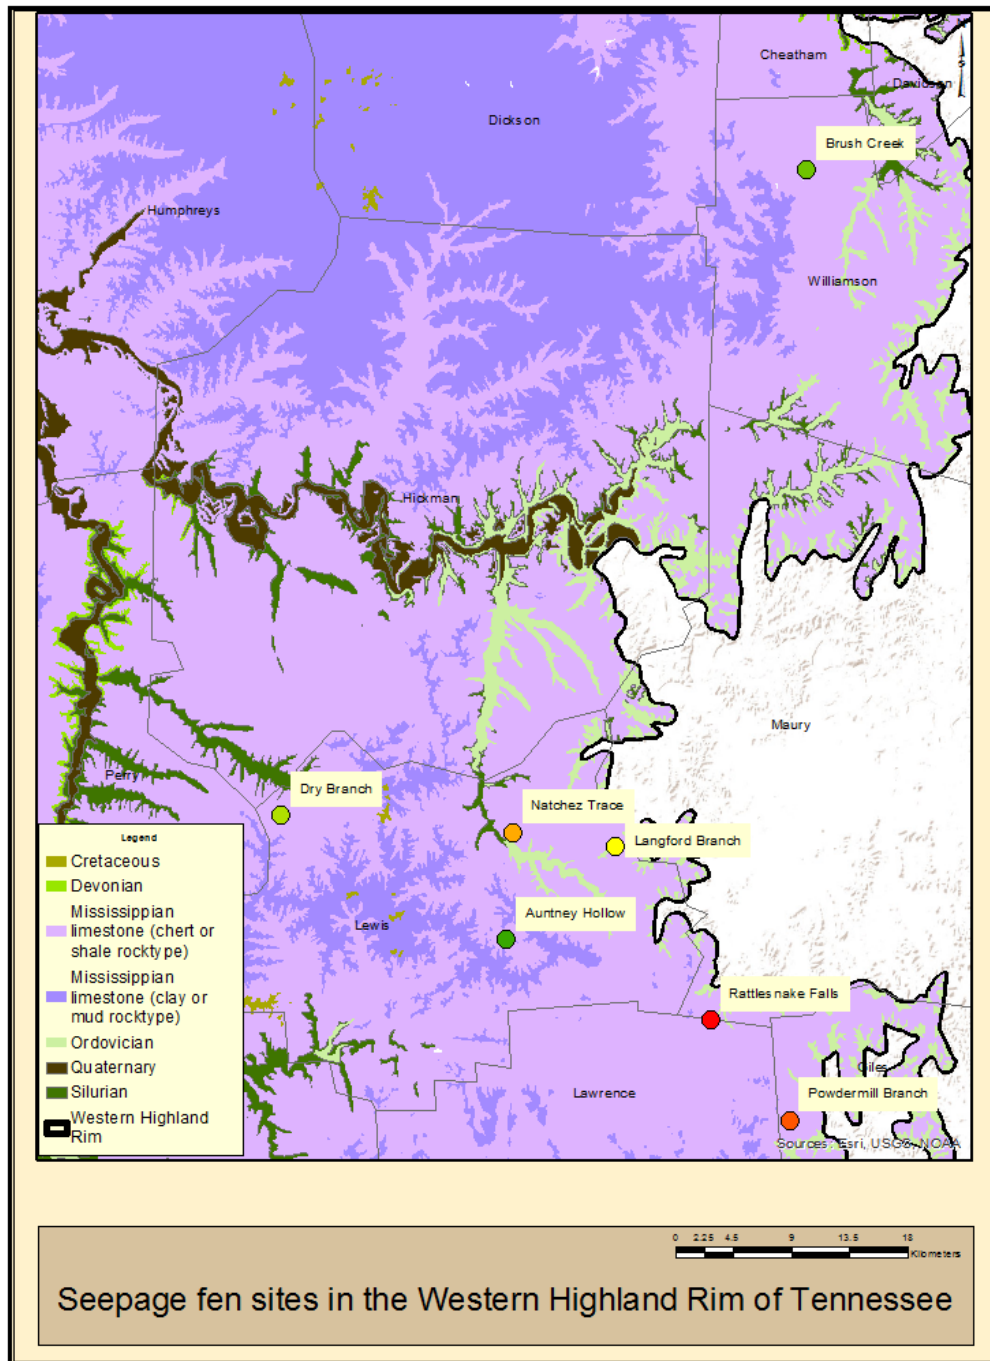 Cheatham
Davidson
Dickson
Brush Creek
Humphreys
Williamson
Hickman
Maury
Perry
Dry Branch
Natchez Trace
Langford Branch
Auntney Hollow
Lewis
Rattlesnake Falls
Lawrence
Giles
Powdermill Branch
Sources: Esri, USGS, NOAA
Legend
Cretaceous
Devonian
Mississippian
limestone (chert or
shale rocktype)
Mississippian
limestone (clay or
mud rocktype)
Ordovician
Quaternary
Silurian
Western Highland
Rim
0 2.25 4.5 9 13.5 18
Kilometers
Seepage fen sites in the Western Highland Rim of Tennessee